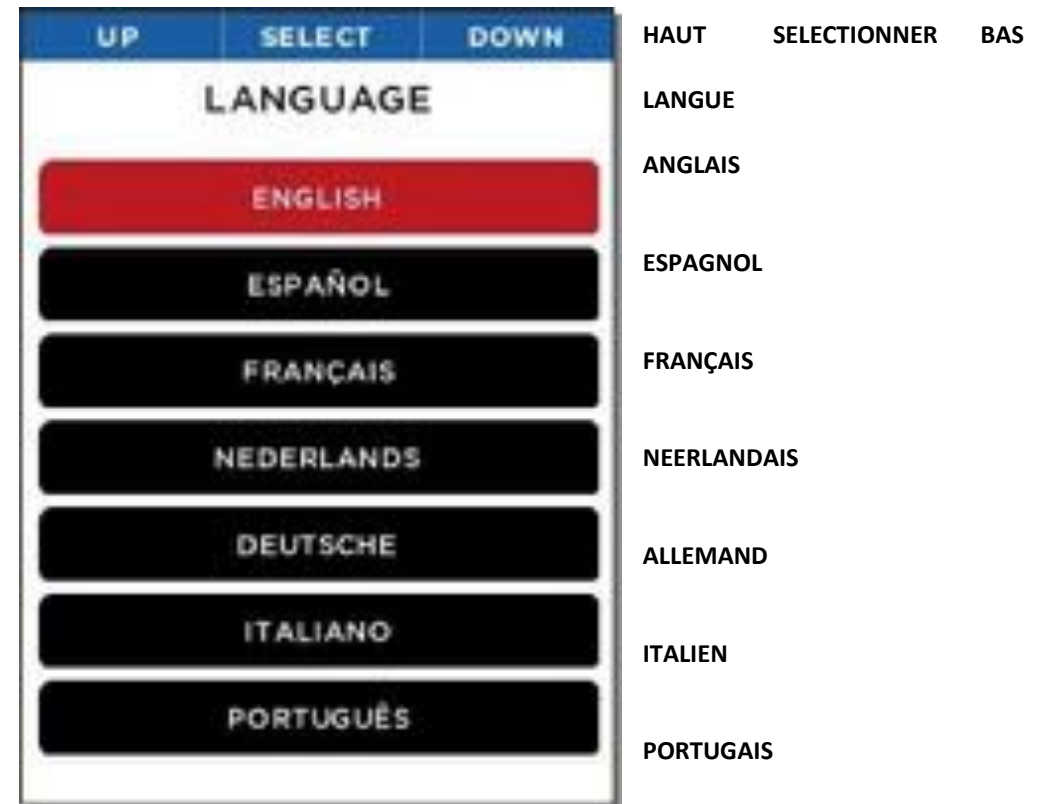 UP SELECT DOWN HAUT SELECTIONNER BAS
LANGUAGE LANGUE
ENGLISH ANGLAIS
ESPAÑOL ESPAGNOL
FRANÇAIS FRANÇAIS
NEDERLANDS NEERLANDAIS
DEUTSCHE ALLEMAND
ITALIANO ITALIEN
PORTUGUÊS PORTUGAIS